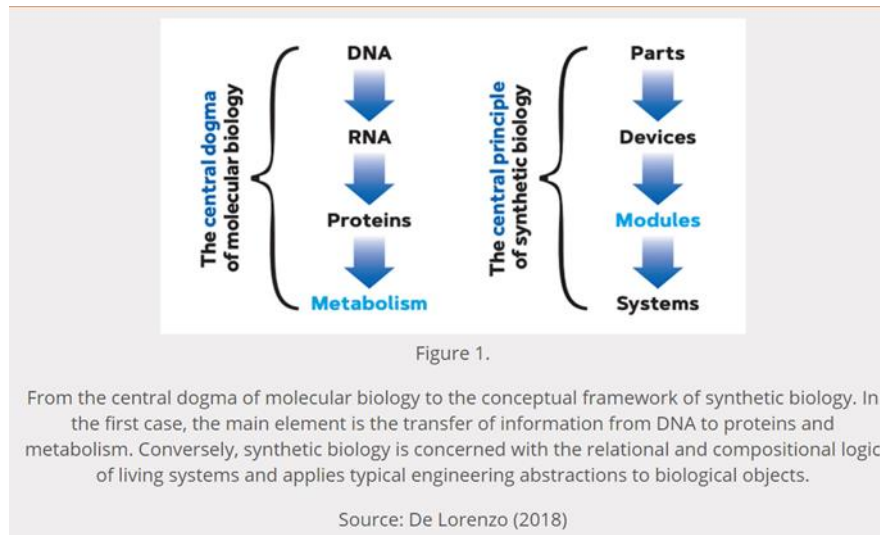 The central dogma
of molecular biology
DNA
RNA
Proteins
Metabolism
The central principle
of synthetic biology
Parts
Devices
Modules
Systems
Figure 1.
From the central dogma of molecular biology to the conceptual framework of synthetic biology. In
the first case, the main element is the transfer of information from DNA to proteins and
metabolism. Conversely, synthetic biology is concerned with the relational and compositional logic
of living systems and applies typical engineering abstractions to biological objects.
Source: De Lorenzo (2018)